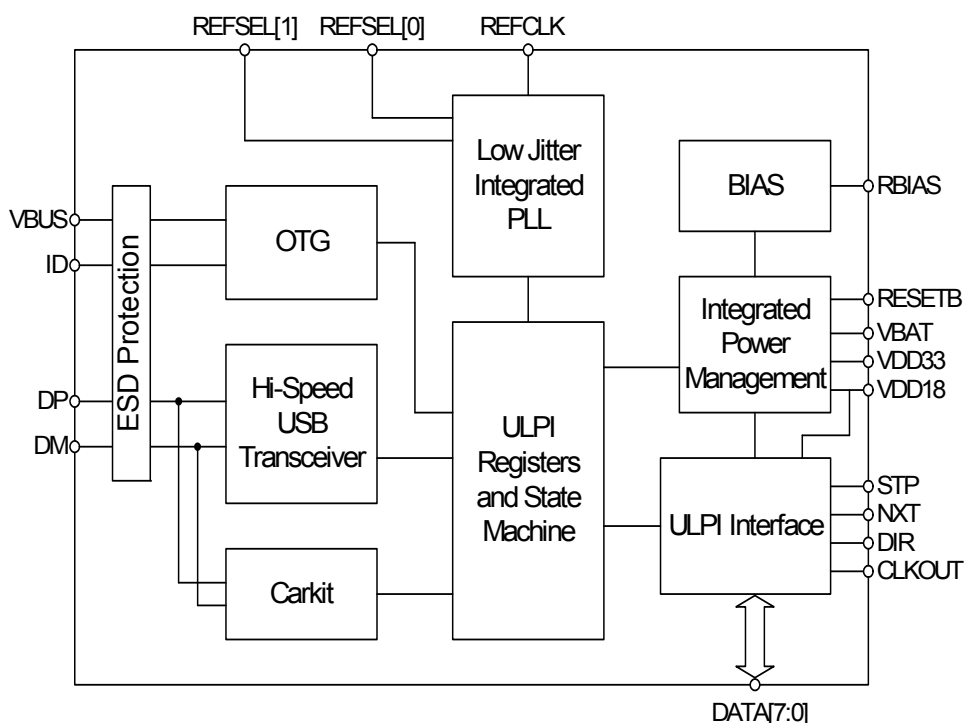 REFSEL[1]
REFSEL[0]
REFCLK
Low Jitter
Integrated
PLL
BIAS
RBIAS
VBUS
ID
ESD Protection
OTG
Integrated
Power
Management
RESETB
VBAT
VDD33
VDD18
DP
DM
Hi-Speed
USB
Transceiver
ULPI
Registers
and State
Machine
ULPI Interface
STP
NXT
DIR
CLKOUT
Carkit
DATA[7:0]